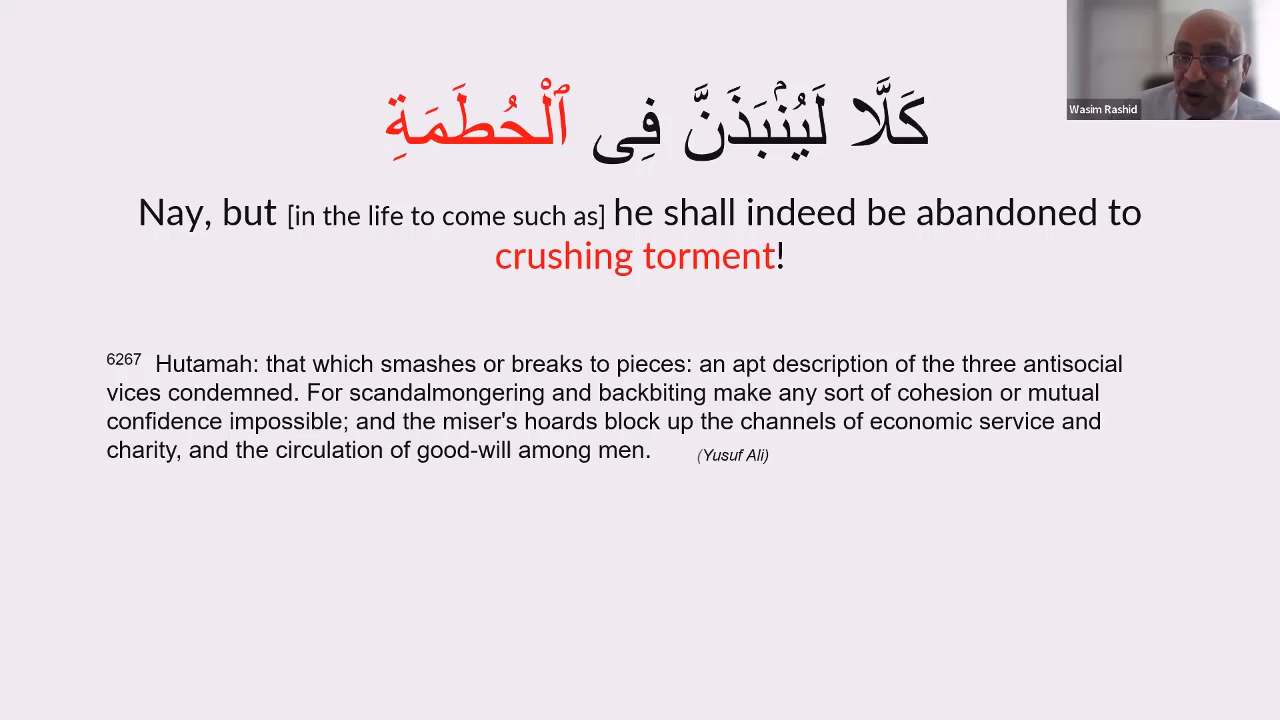 كَلَّا لَيُنۢبَذَنَّ فِى ٱلْحُطَمَةِ
Wasim Rashid
Nay, but [in the life to come such as] he shall indeed be abandoned to
crushing torment!
6267 Hutamah: that which smashes or breaks to pieces: an apt description of the three antisocial
vices condemned. For scandalmongering and backbiting make any sort of cohesion or mutual
confidence impossible; and the miser's hoards block up the channels of economic service and
charity, and the circulation of good-will among men. (Yusuf Ali)